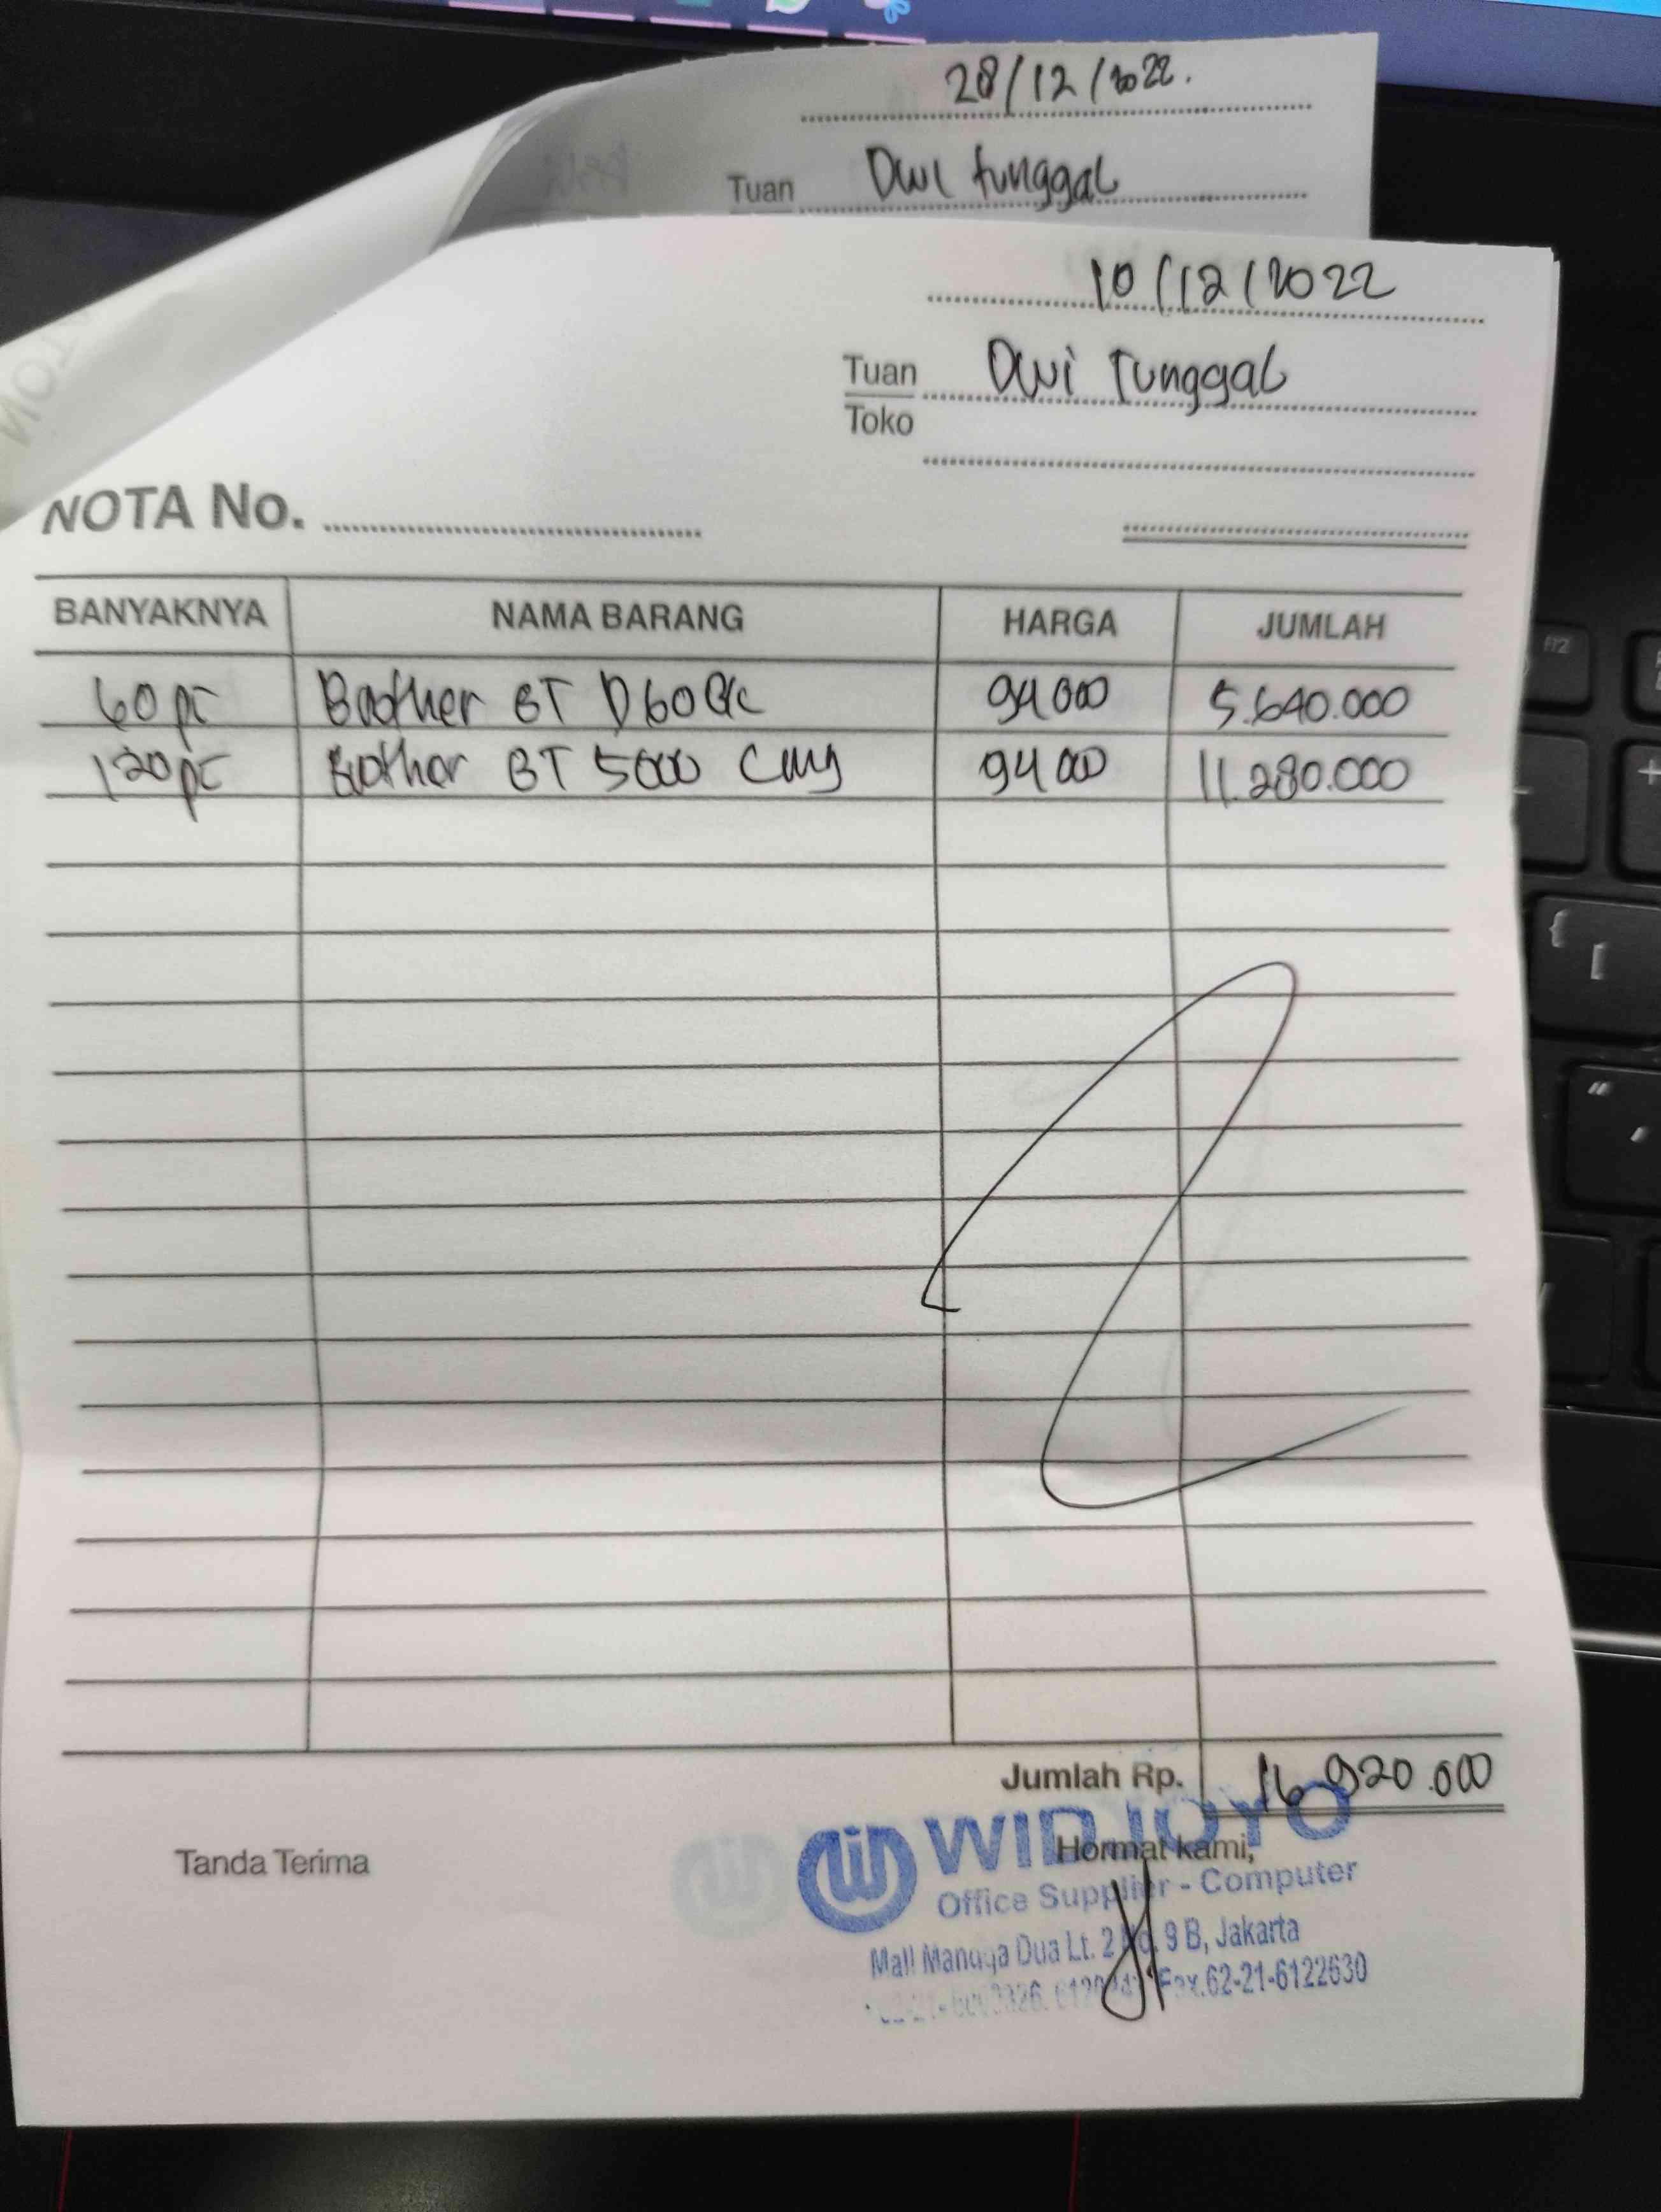 28/12/2022.
Tuan Dwi tunggal
10/12/2022
Tuan Dwi Tunggal
Toko
NOTA No.
BANYAKNYA NAMA BARANG HARGA JUMLAH
60 pc Brother BT D60 BK 94000 5.640.000
120 pc Brother BT 5000 CMY 94000 11.280.000
Jumlah Rp. 16.920.000
Tanda Terima
Hormat kami,
WIDJOYO
Office Supplier - Computer
Mall Mangga Dua Lt. 2 No. 9 B, Jakarta
Fax.62-21-6122630
F12